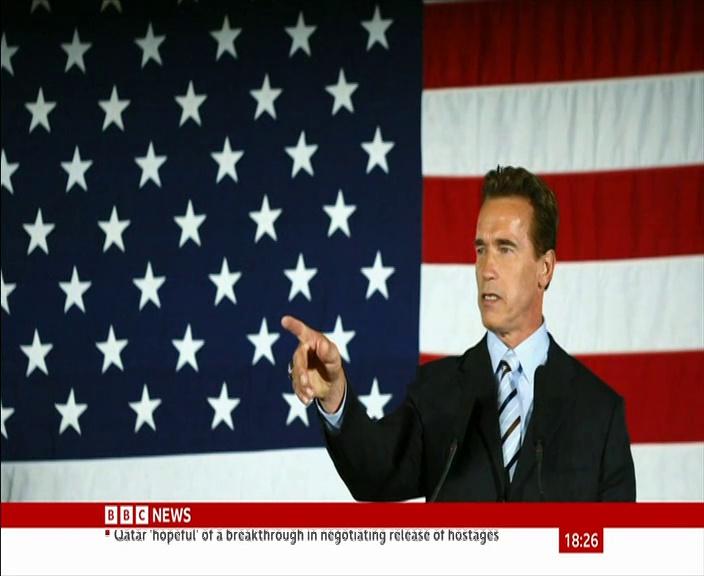 BBC NEWS
Qatar 'hopeful' of a breakthrough in negotiating release of hostages
18:26